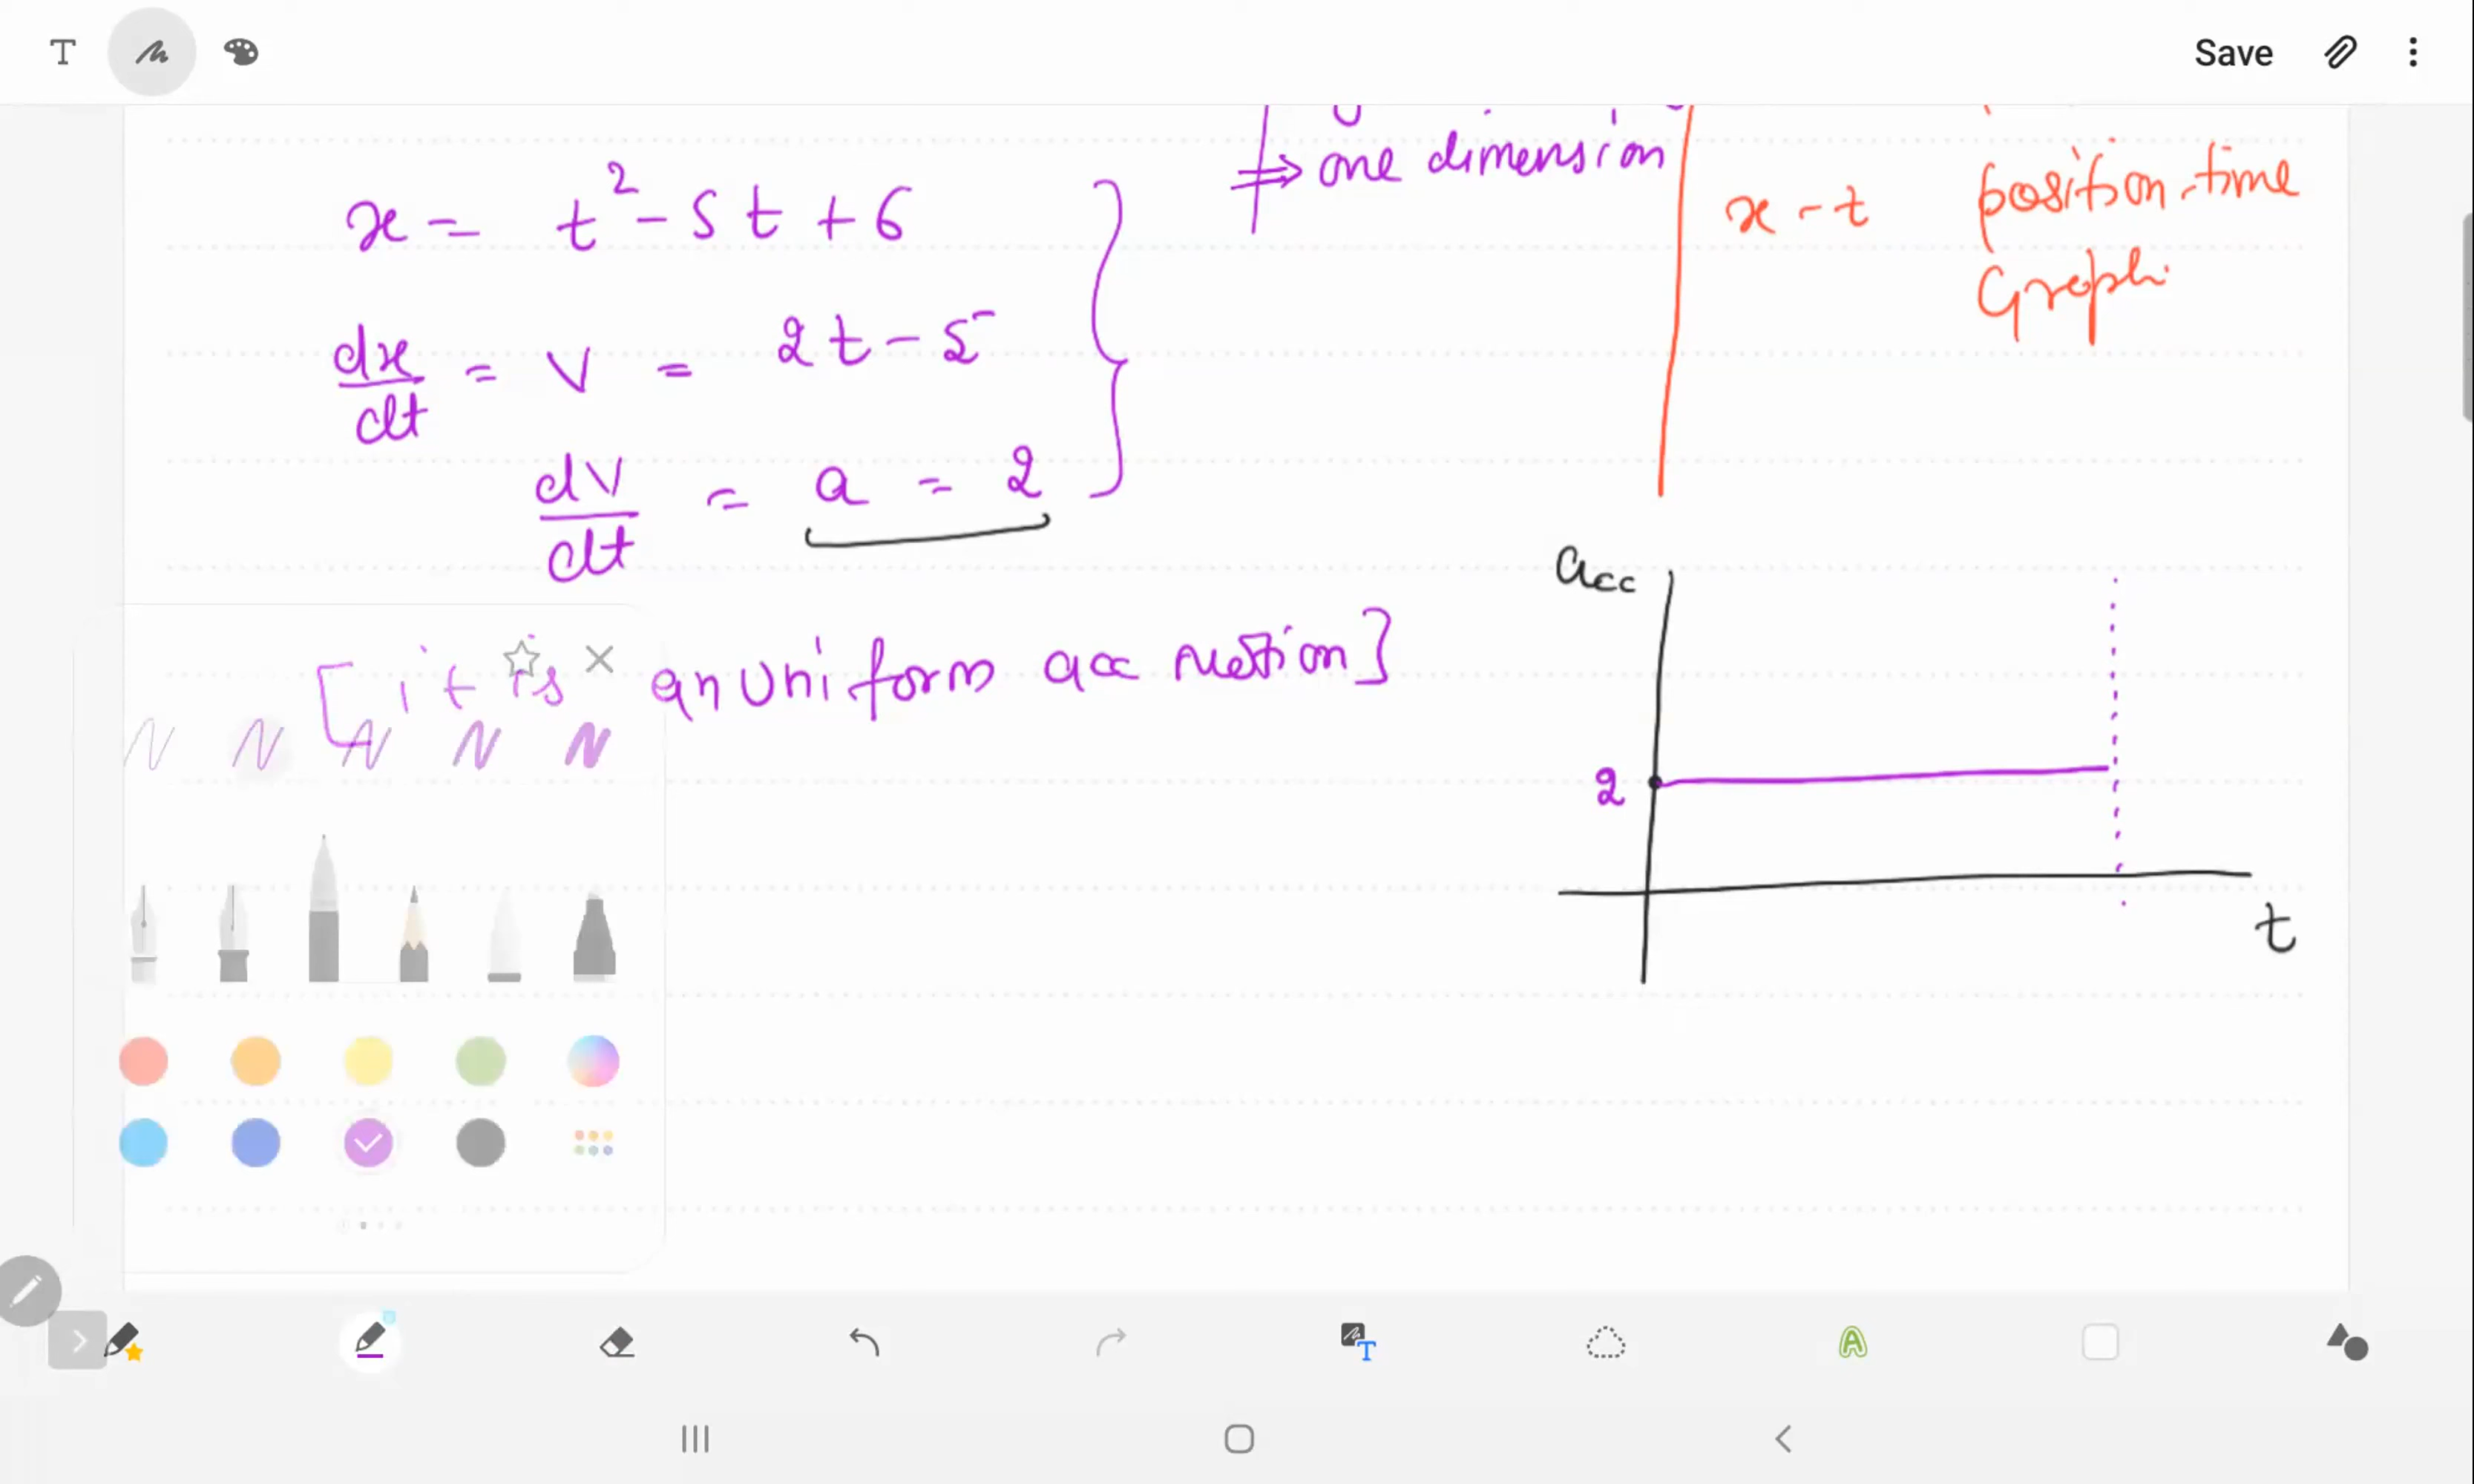 Save
⇒ one dimension
x = t² - 5t + 6
x - t position-time
Graph
dx/dt = v = 2t - 5
dv/dt = a = 2
acc
[it is an uniform acc motion]
2
t